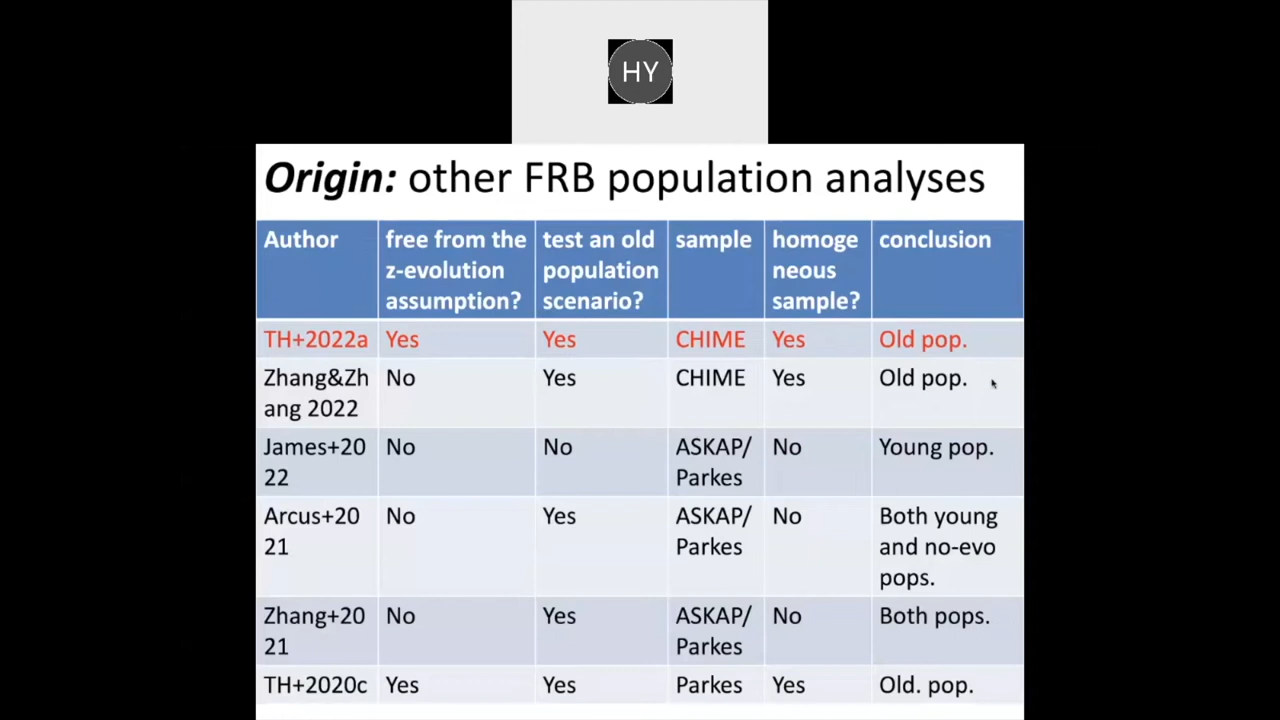 HY
Origin: other FRB population analyses
Author
free from the
z-evolution
assumption?
test an old
population
scenario?
sample
homoge
neous
sample?
conclusion
TH+2022a
Yes
Yes
CHIME
Yes
Old pop.
Zhang&Zh
ang 2022
No
Yes
CHIME
Yes
Old pop.
James+20
22
No
No
ASKAP/
Parkes
No
Young pop.
Arcus+20
21
No
Yes
ASKAP/
Parkes
No
Both young
and no-evo
pops.
Zhang+20
21
No
Yes
ASKAP/
Parkes
No
Both pops.
TH+2020c
Yes
Yes
Parkes
Yes
Old. pop.